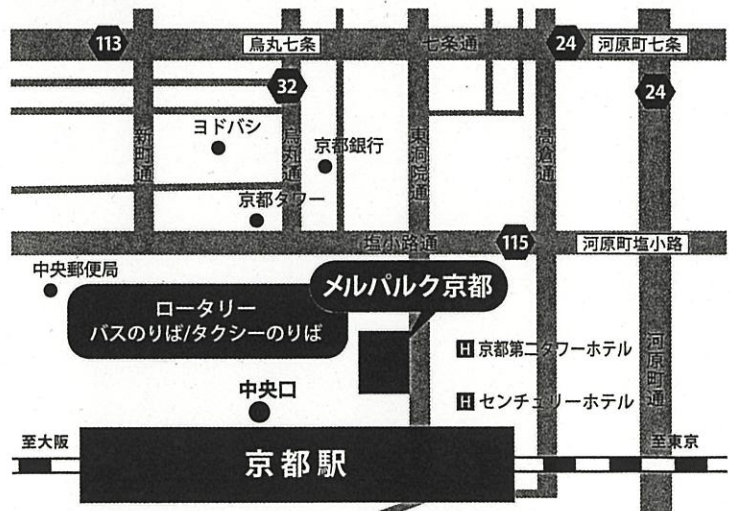 113
烏丸七条
七条通
24
河原町七条
32
24
ヨドバシ
京都銀行
新町通
烏丸通
東洞院通
高倉通
京都タワー
塩小路通
115
河原町塩小路
中央郵便局
メルパルク京都
ロータリー
バスのりば/タクシーのりば
H 京都第二タワーホテル
河原町通
中央口
H センチュリーホテル
至大阪
至東京
京都駅